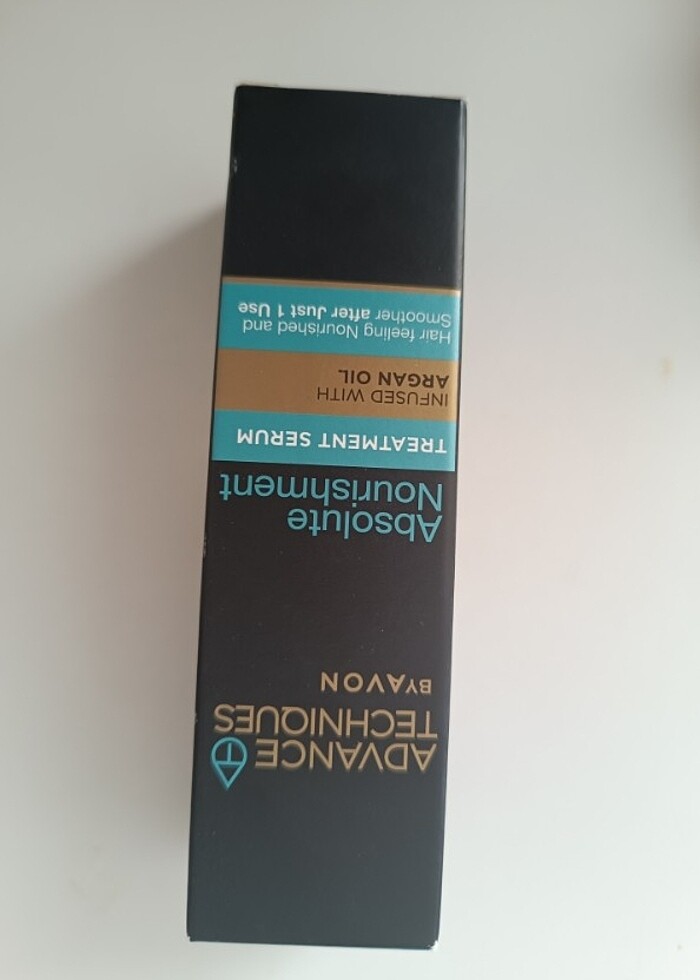 ADVANCE
TECHNIQUES
BY AVON
Absolute
Nourishment
TREATMENT SERUM
INFUSED WITH
ARGAN OIL
Hair feeling Nourished and
Smoother after Just 1 Use